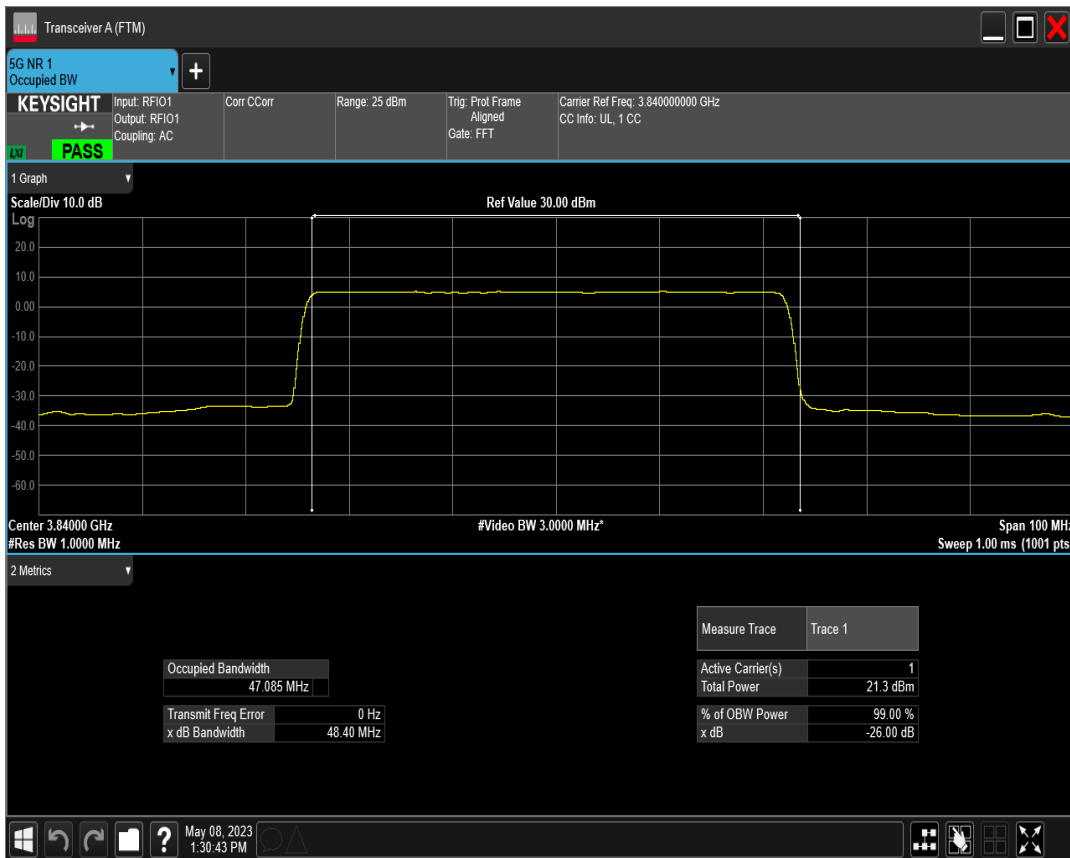 Transceiver A (FTM)
5G NR 1
Occupied BW
+
KEYSIGHT
LXI
PASS
Input: RFIO1
Output: RFIO1
Coupling: AC
Corr CCorr
Range: 25 dBm
Trig: Prot Frame
Aligned
Gate: FFT
Carrier Ref Freq: 3.840000000 GHz
CC Info: UL, 1 CC
1 Graph
Scale/Div 10.0 dB
Ref Value 30.00 dBm
Log
20.0
10.0
0.00
-10.0
-20.0
-30.0
-40.0
-50.0
-60.0
Center 3.84000 GHz
#Video BW 3.0000 MHz*
Span 100 MHz
#Res BW 1.0000 MHz
Sweep 1.00 ms (1001 pts
2 Metrics
Measure Trace Trace 1
Occupied Bandwidth
47.085 MHz
Active Carrier(s) 1
Total Power 21.3 dBm
Transmit Freq Error 0 Hz
x dB Bandwidth 48.40 MHz
% of OBW Power 99.00 %
x dB -26.00 dB
?
May 08, 2023
1:30:43 PM